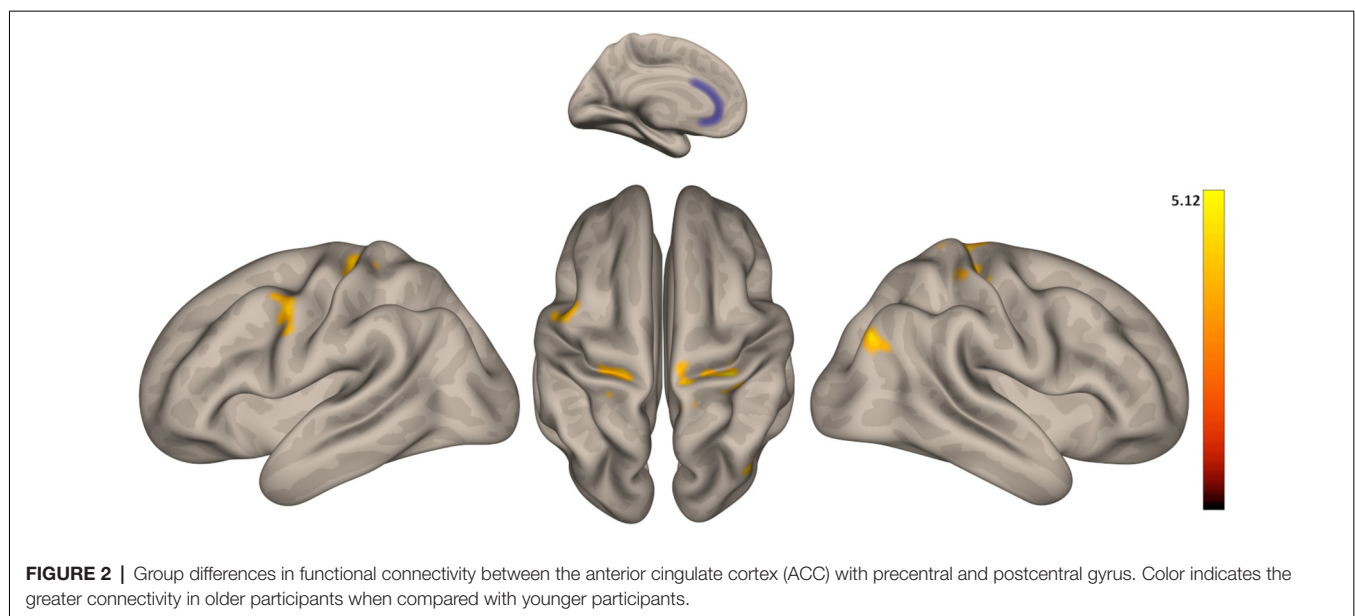 5.12
FIGURE 2 | Group differences in functional connectivity between the anterior cingulate cortex (ACC) with precentral and postcentral gyrus. Color indicates the
greater connectivity in older participants when compared with younger participants.